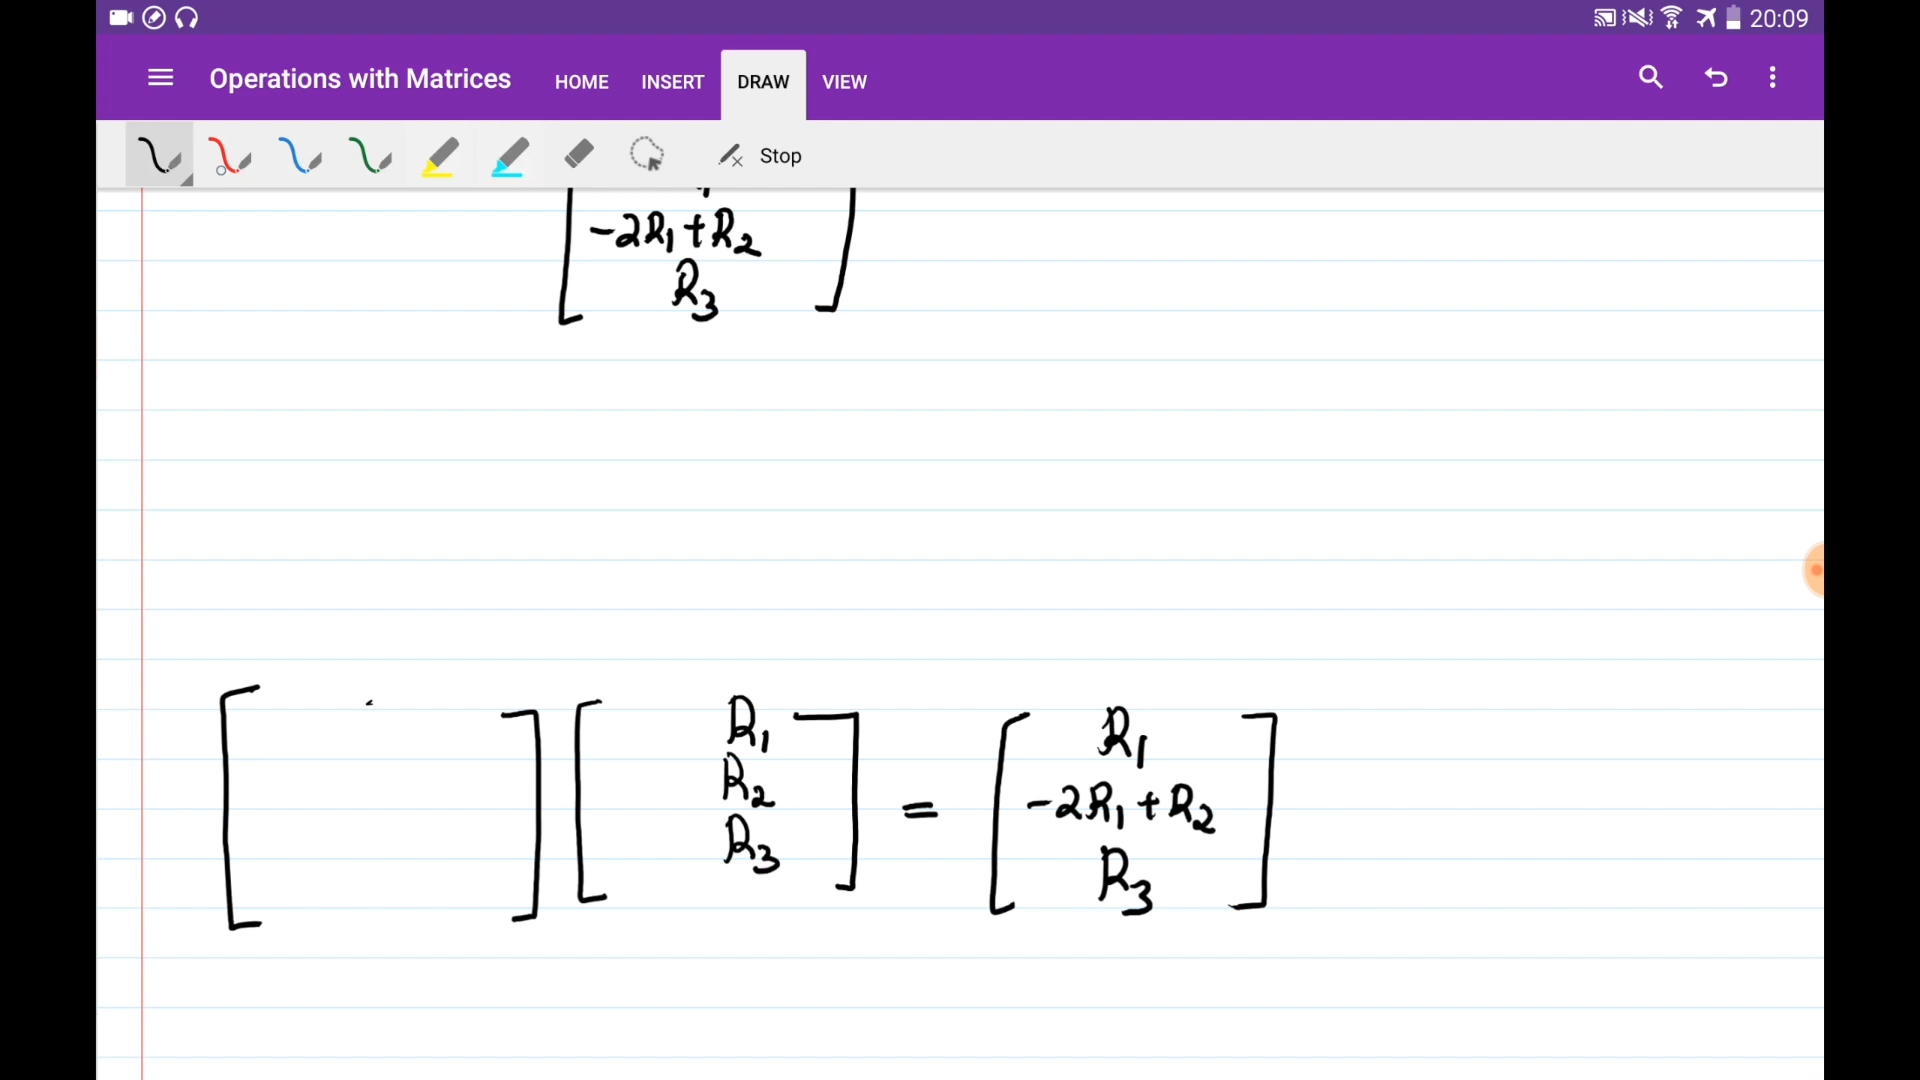 20:09
Operations with Matrices HOME INSERT DRAW VIEW
Stop
-2R₁+R₂
R₃
R₁ R₁
R₂ = -2R₁+R₂
R₃ R₃